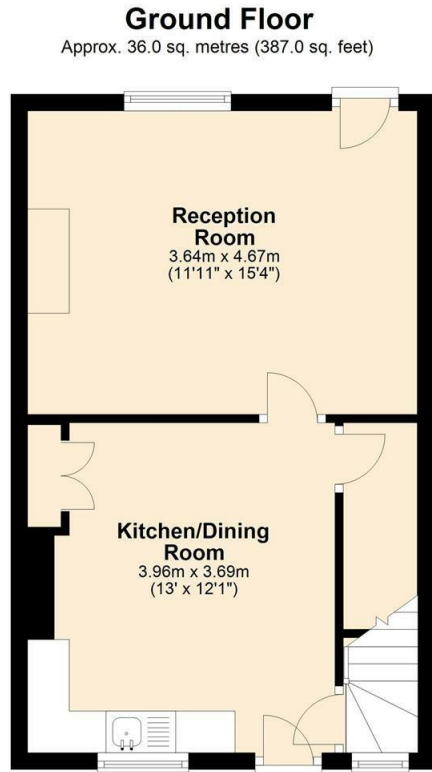 Ground Floor
Approx. 36.0 sq. metres (387.0 sq. feet)
Reception
Room
3.64m x 4.67m
(11'11" x 15'4")
Kitchen/Dining
Room
3.96m x 3.69m
(13' x 12'1")